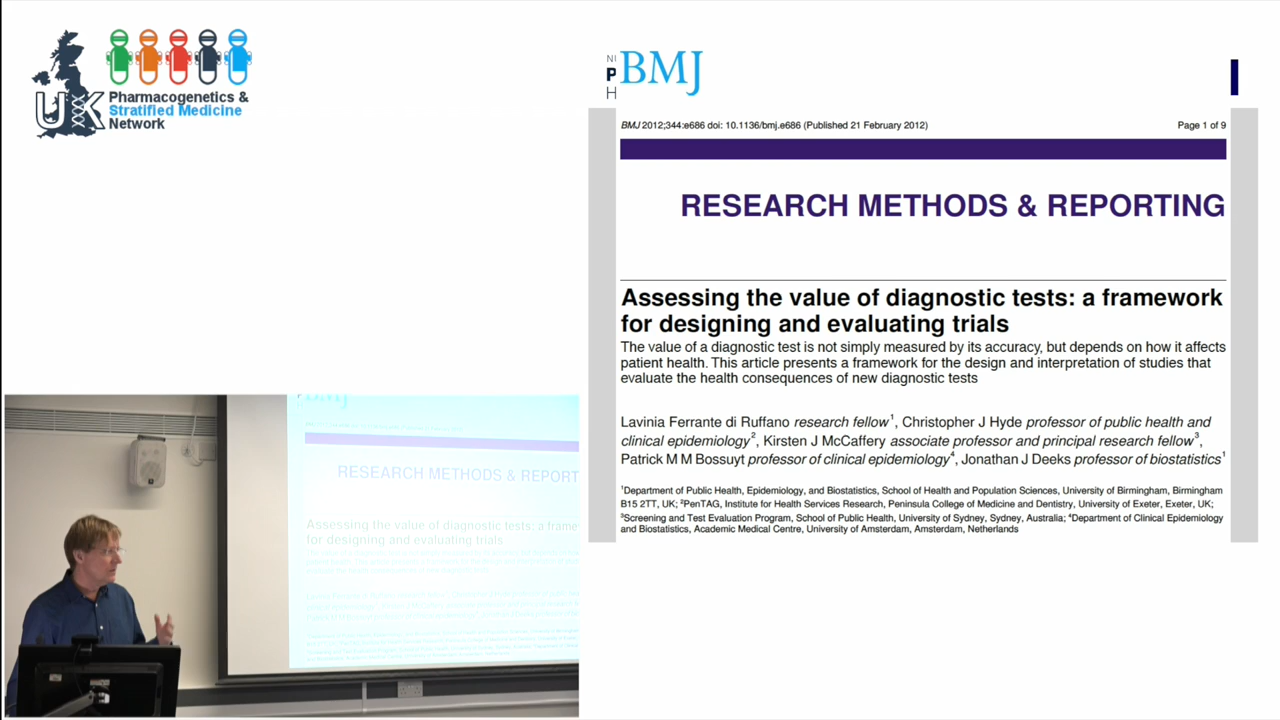 UK
Pharmacogenetics &
Stratified Medicine
Network
NI
P
H
BMJ
BMJ 2012;344:e686 doi: 10.1136/bmj.e686 (Published 21 February 2012)
Page 1 of 9
RESEARCH METHODS & REPORTING
Assessing the value of diagnostic tests: a framework
for designing and evaluating trials
The value of a diagnostic test is not simply measured by its accuracy, but depends on how it affects
patient health. This article presents a framework for the design and interpretation of studies that
evaluate the health consequences of new diagnostic tests
Lavinia Ferrante di Ruffano research fellow1, Christopher J Hyde professor of public health and
clinical epidemiology2, Kirsten J McCaffery associate professor and principal research fellow3,
Patrick M M Bossuyt professor of clinical epidemiology4, Jonathan J Deeks professor of biostatistics1
1Department of Public Health, Epidemiology, and Biostatistics, School of Health and Population Sciences, University of Birmingham, Birmingham
B15 2TT, UK; 2PenTAG, Institute for Health Services Research, Peninsula College of Medicine and Dentistry, University of Exeter, Exeter, UK;
3Screening and Test Evaluation Program, School of Public Health, University of Sydney, Sydney, Australia; 4Department of Clinical Epidemiology
and Biostatistics, Academic Medical Centre, University of Amsterdam, Amsterdam, Netherlands
BMJ
RESEARCH METHODS & REPORT
Assessing the value of diagnostic tests: a frame
for designing and evaluating trials